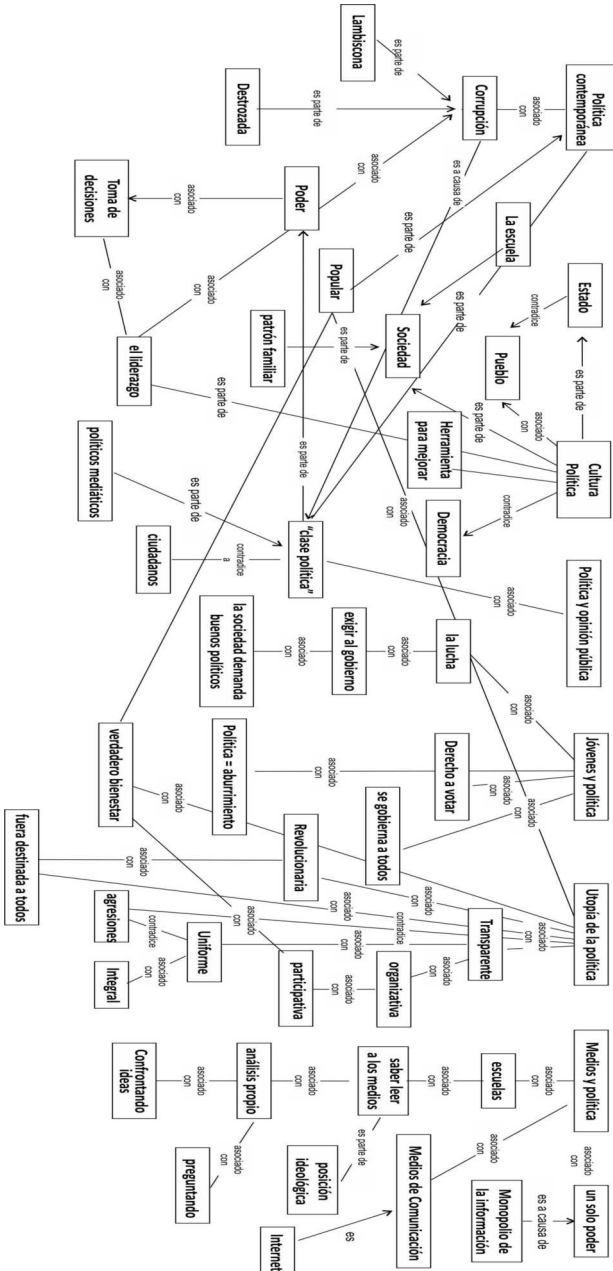 Política
contemporánea
Estado
es parte de
Cultura
Política
Política y opinión pública
Jóvenes y política
Utopía de la política
Medios y política
asociado
con
un solo poder
asociado
con
contradice
asociado
con
contradice
asociado
con
asociado
con
asociado
con
asociado
con
asociado
con
asociado
con
es a causa de
Corrupción
La escuela
Pueblo
es parte de
Herramienta
para mejorar
Democracia
la lucha
Derecho a votar
Transparente
escuelas
Monopolio de
la información
es a causa de
es parte de
es parte de
Sociedad
asociado
con
asociado
con
se gobierna a todos
contradice
asociado
con
asociado
con
asociado
con
organizativa
saber leer
a los medios
Medios de Comunicación
es parte de
Lambiscona
es parte de
asociado
con
Popular
es parte de
exigir al gobierno
asociado
con
asociado
con
asociado
con
es parte de
es
Destrozada
Poder
patrón familiar
es parte de
"clase política"
asociado
con
Revolucionaria
participativa
posición
ideológica
Internet
asociado
con
asociado
con
es parte de
es parte de
contradice
a
la sociedad demanda
buenos políticos
Política = aburrimiento
asociado
con
asociado
con
análisis propio
asociado
con
preguntando
Toma de
decisiones
asociado
con
el liderazgo
políticos mediáticos
ciudadanos
verdadero bienestar
asociado
con
Uniforme
contradice
asociado
con
agresiones
Integral
asociado
con
Confrontando
ideas
fuera destinada a todos